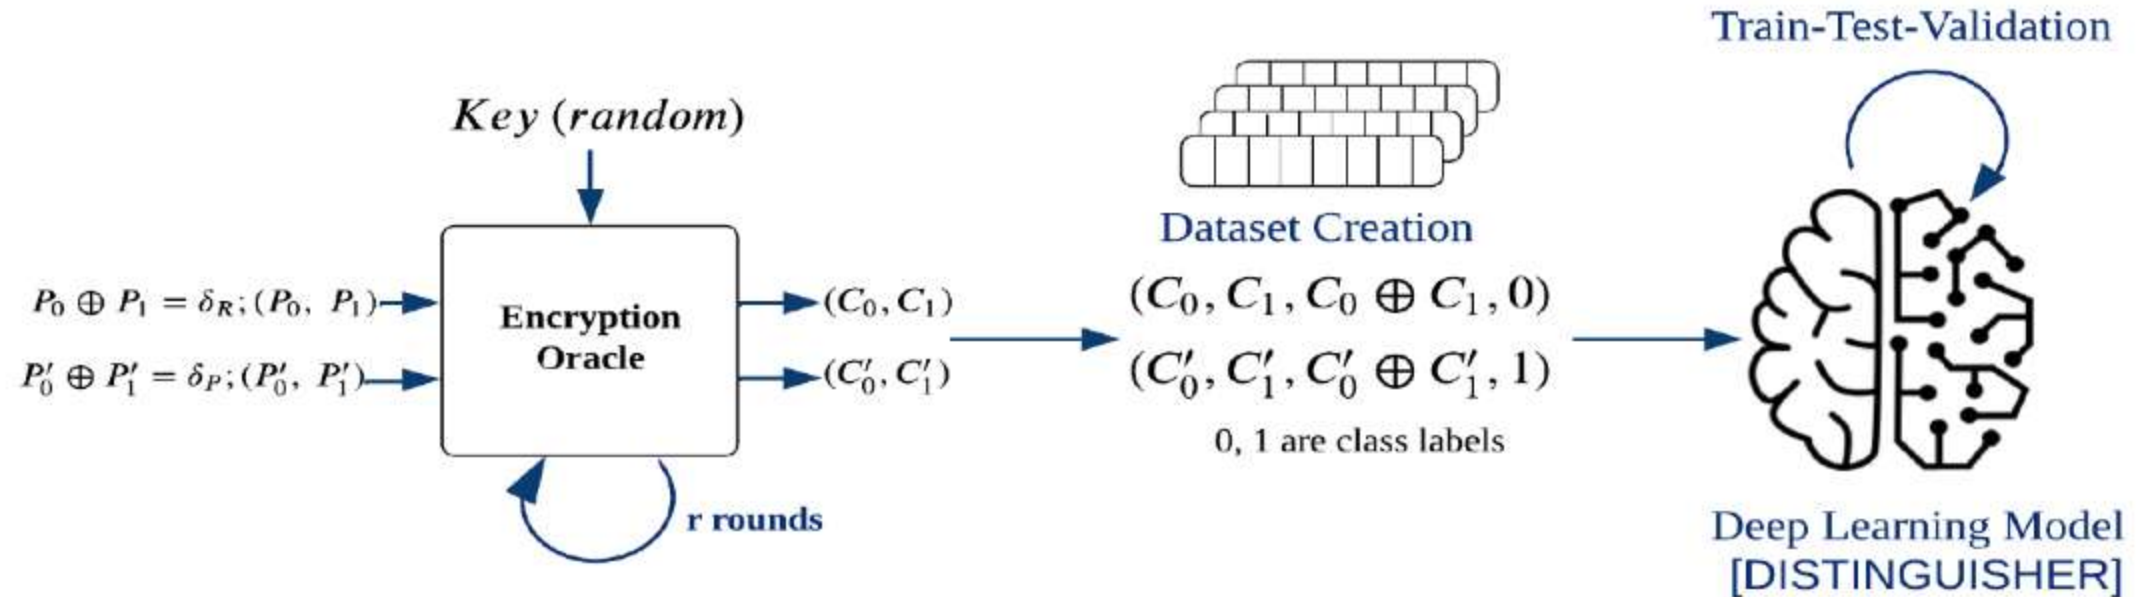 Key (random)
P₀ ⊕ P₁ = δ_R; (P₀, P₁)
P′₀ ⊕ P′₁ = δ_P; (P′₀, P′₁)
Encryption
Oracle
r rounds
(C₀, C₁)
(C′₀, C′₁)
Dataset Creation
(C₀, C₁, C₀ ⊕ C₁, 0)
(C′₀, C′₁, C′₀ ⊕ C′₁, 1)
0, 1 are class labels
Train-Test-Validation
Deep Learning Model
[DISTINGUISHER]